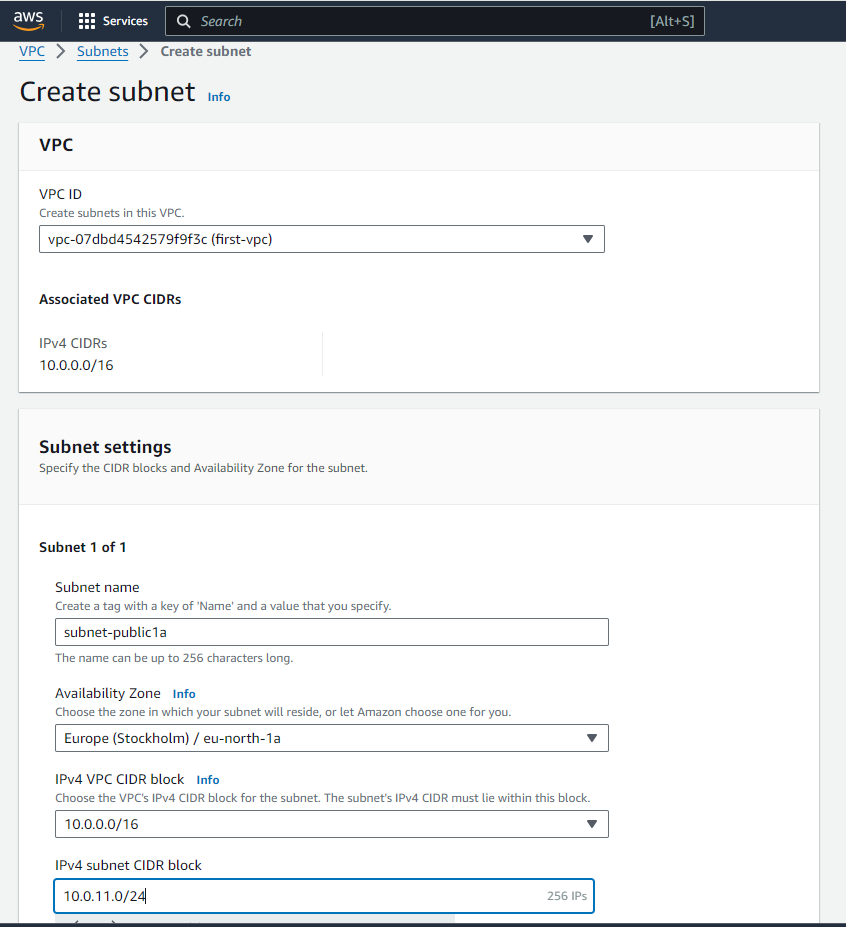 aws Services Search [Alt+S]
VPC > Subnets > Create subnet
Create subnet Info
VPC
VPC ID
Create subnets in this VPC.
vpc-07dbd4542579f9f3c (first-vpc)
Associated VPC CIDRs
IPv4 CIDRs
10.0.0.0/16
Subnet settings
Specify the CIDR blocks and Availability Zone for the subnet.
Subnet 1 of 1
Subnet name
Create a tag with a key of 'Name' and a value that you specify.
subnet-public1a
The name can be up to 256 characters long.
Availability Zone Info
Choose the zone in which your subnet will reside, or let Amazon choose one for you.
Europe (Stockholm) / eu-north-1a
IPv4 VPC CIDR block Info
Choose the VPC's IPv4 CIDR block for the subnet. The subnet's IPv4 CIDR must lie within this block.
10.0.0.0/16
IPv4 subnet CIDR block
10.0.11.0/24 256 IPs